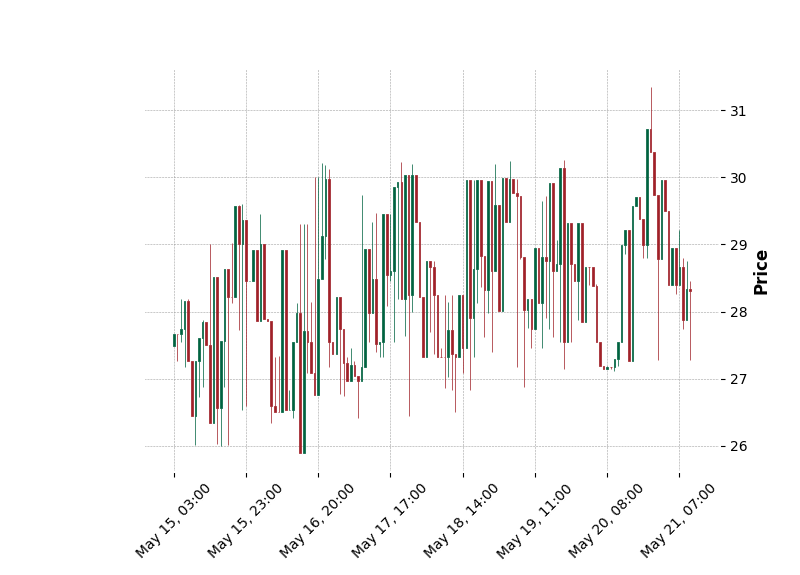 31
30
29
28
27
26
Price
May 15, 03:00
May 15, 23:00
May 16, 20:00
May 17, 17:00
May 18, 14:00
May 19, 11:00
May 20, 08:00
May 21, 07:00